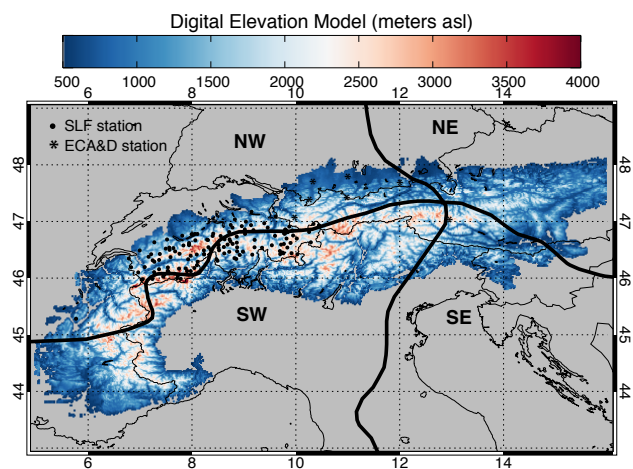 Digital Elevation Model (meters asl)
500 1000 1500 2000 2500 3000 3500 4000
6 8 10 12 14
SLF station
ECA&D station
NW
NE
48 48
47 47
46 46
SW
SE
45 45
44 44
6 8 10 12 14